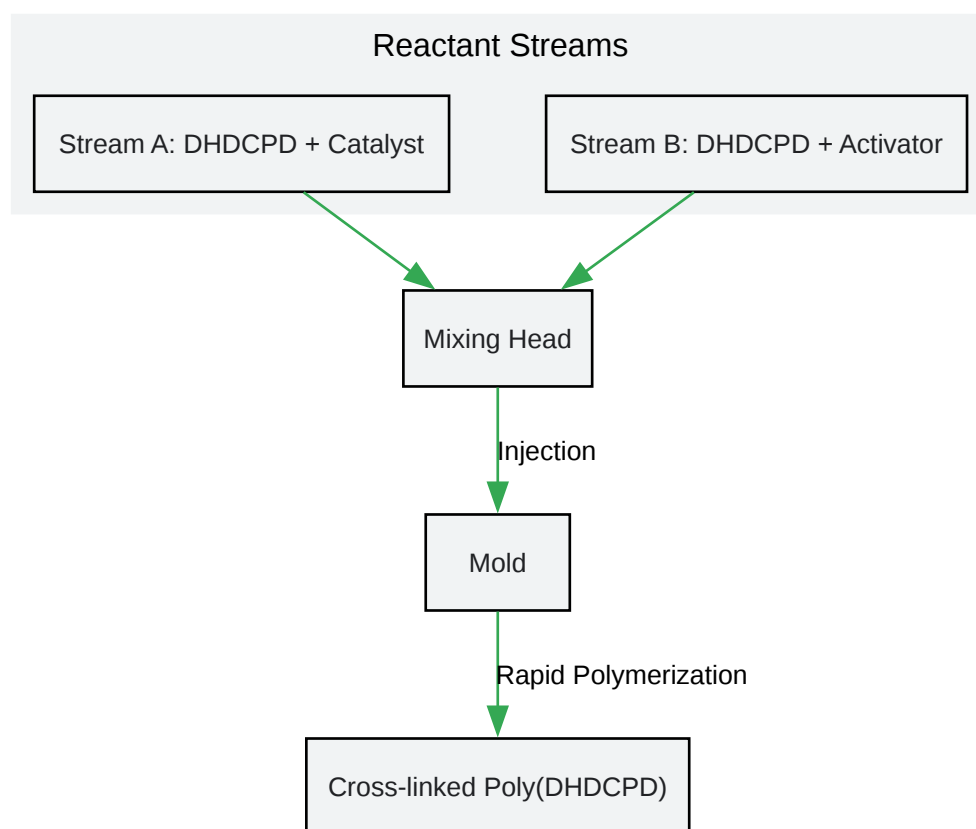 Reactant Streams
Stream A: DHDCPD + Catalyst
Stream B: DHDCPD + Activator
Mixing Head
Injection
Mold
Rapid Polymerization
Cross-linked Poly(DHDCPD)